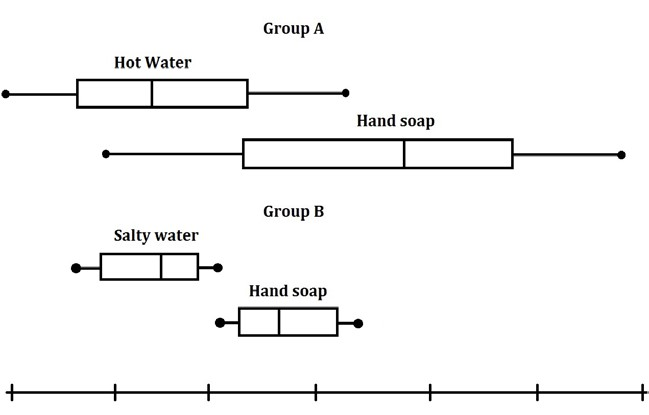 Group A
Hot Water
Hand soap
Group B
Salty water
Hand soap